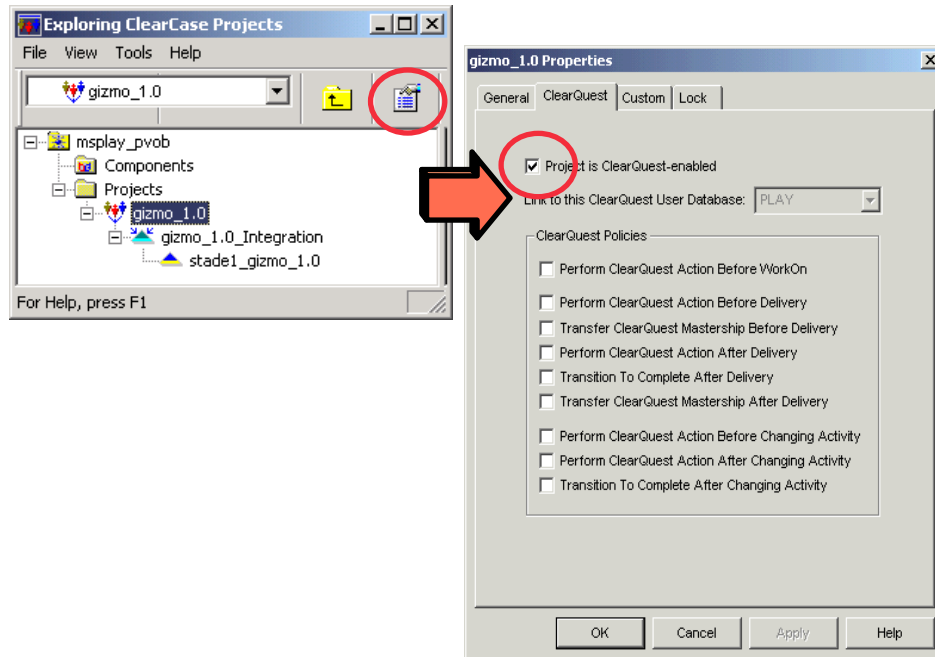 Exploring ClearCase Projects
File View Tools Help
gizmo_1.0
msplay_pvob
Components
Projects
gizmo_1.0
gizmo_1.0_Integration
stade1_gizmo_1.0
For Help, press F1
gizmo_1.0 Properties
General ClearQuest Custom Lock
Project is ClearQuest-enabled
Link to this ClearQuest User Database: PLAY
ClearQuest Policies
Perform ClearQuest Action Before WorkOn
Perform ClearQuest Action Before Delivery
Transfer ClearQuest Mastership Before Delivery
Perform ClearQuest Action After Delivery
Transition To Complete After Delivery
Transfer ClearQuest Mastership After Delivery
Perform ClearQuest Action Before Changing Activity
Perform ClearQuest Action After Changing Activity
Transition To Complete After Changing Activity
OK Cancel Apply Help